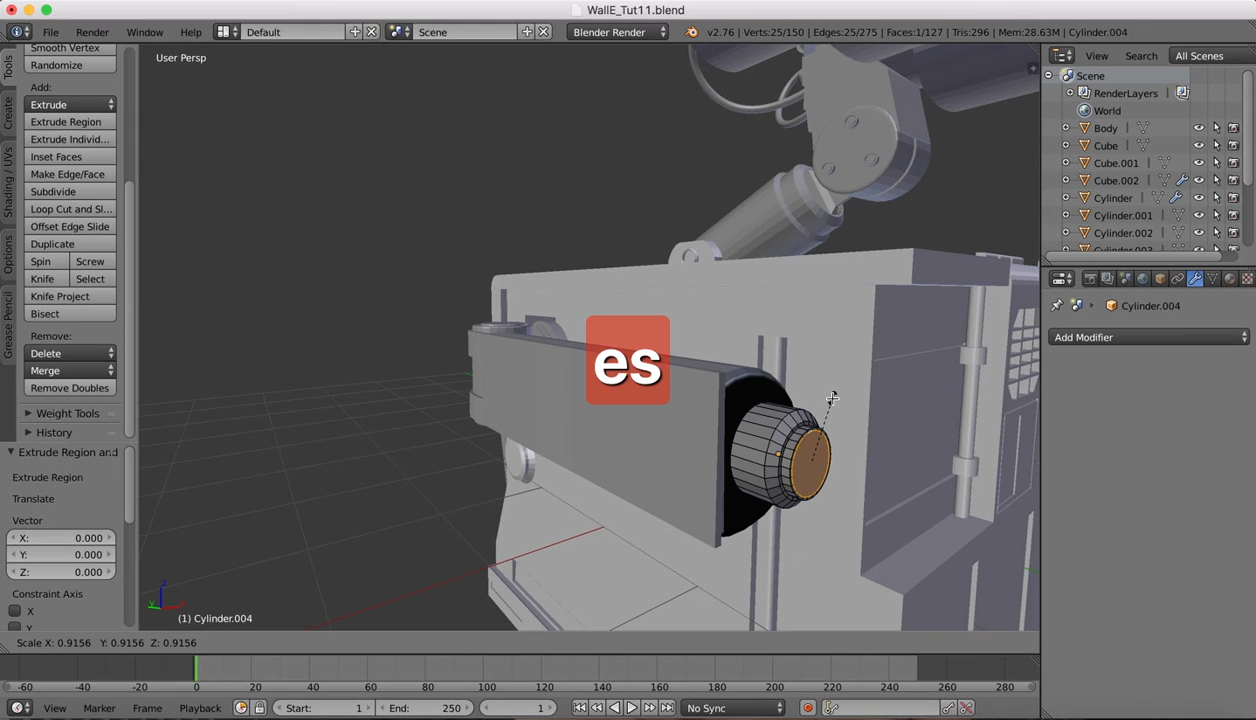 WallE_Tut11.blend
File Render Window Help Default Scene Blender Render v2.76 | Verts:25/150 | Edges:25/275 | Faces:1/127 | Tris:296 | Mem:28.63M | Cylinder.004
Tools
Create
Shading / UVs
Options
Grease Pencil
Smooth Vertex
Randomize
Add:
Extrude
Extrude Region
Extrude Individ...
Inset Faces
Make Edge/Face
Subdivide
Loop Cut and Sl...
Offset Edge Slide
Duplicate
Spin Screw
Knife Select
Knife Project
Bisect
Remove:
Delete
Merge
Remove Doubles
Weight Tools
History
Extrude Region and
Extrude Region
Translate
Vector
X: 0.000
Y: 0.000
Z: 0.000
Constraint Axis
X
User Persp
es
(1) Cylinder.004
Scale X: 0.9156 Y: 0.9156 Z: 0.9156
View Search All Scenes
Scene
RenderLayers
World
Body
Cube
Cube.001
Cube.002
Cylinder
Cylinder.001
Cylinder.002
Cylinder.004
Add Modifier
-60 -40 -20 0 20 40 60 80 100 120 140 160 180 200 220 240 260 280
View Marker Frame Playback Start: 1 End: 250 1 No Sync